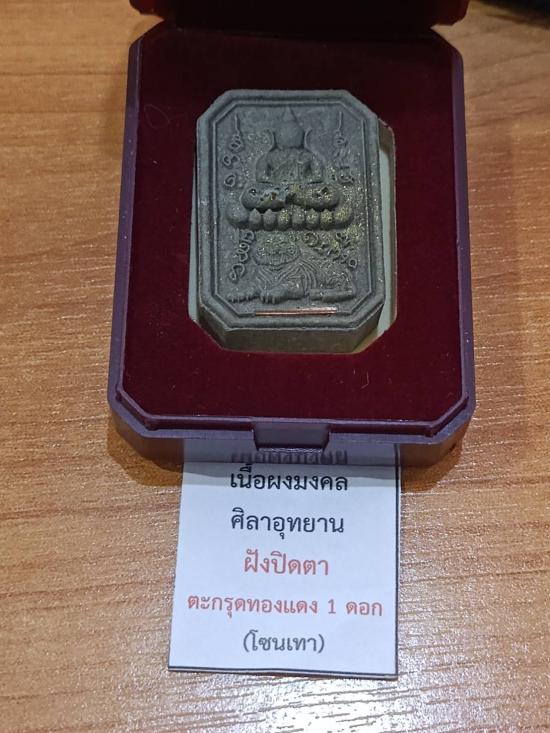 เนื้อผงมงคล
ศิลาอุทยาน
ฝังปิดตา
ตะกรุดทองแดง 1 ดอก
(โซนเทา)